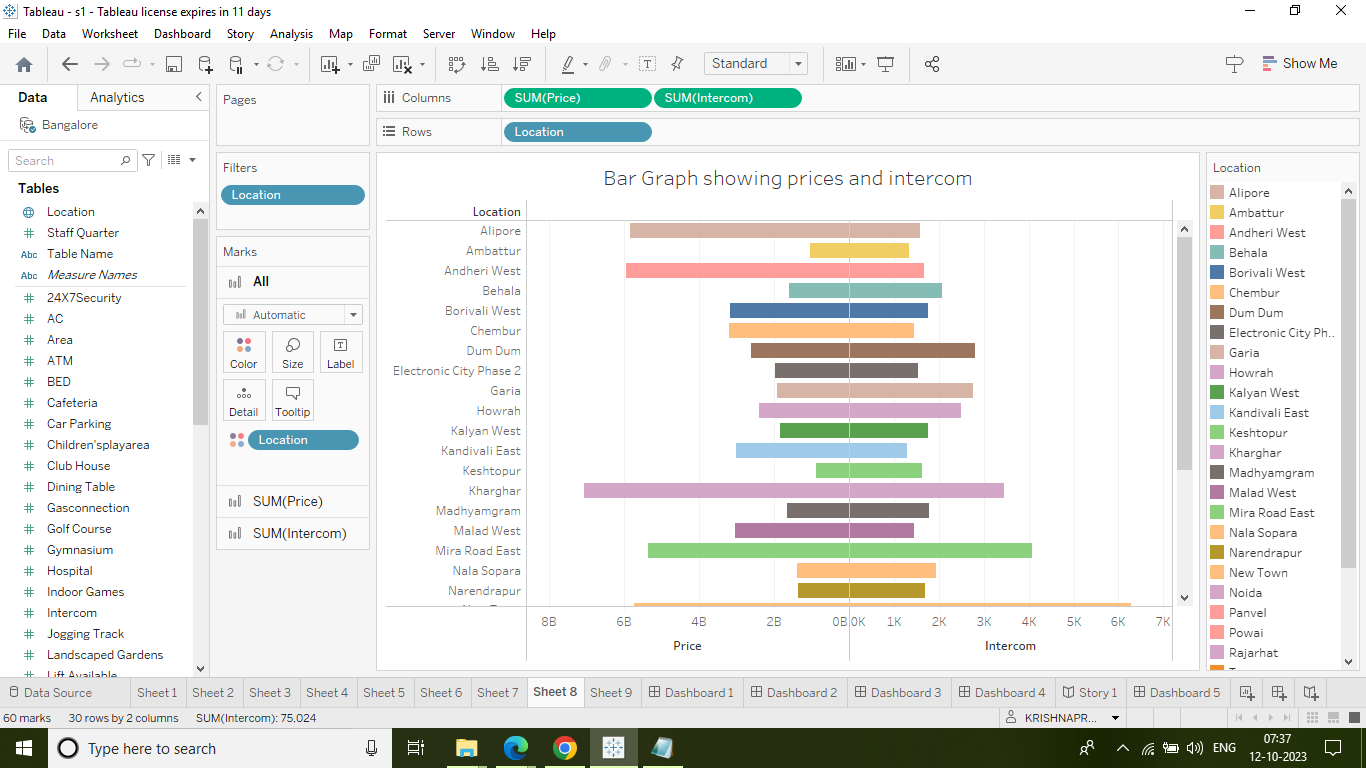 Tableau - s1 - Tableau license expires in 11 days
File Data Worksheet Dashboard Story Analysis Map Format Server Window Help
Standard
Show Me
Data Analytics
Bangalore
Search
Tables
Location
Staff Quarter
Abc Table Name
Abc Measure Names
24X7Security
AC
Area
ATM
BED
Cafeteria
Car Parking
Children'splayarea
Club House
Dining Table
Gasconnection
Golf Course
Gymnasium
Hospital
Indoor Games
Intercom
Jogging Track
Landscaped Gardens
Lift Available
Pages
Filters
Location
Marks
All
Automatic
Color Size Label
Detail Tooltip
Location
SUM(Price)
SUM(Intercom)
Columns SUM(Price) SUM(Intercom)
Rows Location
Bar Graph showing prices and intercom
Location
Alipore
Ambattur
Andheri West
Behala
Borivali West
Chembur
Dum Dum
Electronic City Phase 2
Garia
Howrah
Kalyan West
Kandivali East
Keshtopur
Kharghar
Madhyamgram
Malad West
Mira Road East
Nala Sopara
Narendrapur
8B 6B 4B 2B 0B 0K 1K 2K 3K 4K 5K 6K 7K
Price Intercom
Location
Alipore
Ambattur
Andheri West
Behala
Borivali West
Chembur
Dum Dum
Electronic City Ph..
Garia
Howrah
Kalyan West
Kandivali East
Keshtopur
Kharghar
Madhyamgram
Malad West
Mira Road East
Nala Sopara
Narendrapur
New Town
Noida
Panvel
Powai
Rajarhat
Data Source Sheet 1 Sheet 2 Sheet 3 Sheet 4 Sheet 5 Sheet 6 Sheet 7 Sheet 8 Sheet 9 Dashboard 1 Dashboard 2 Dashboard 3 Dashboard 4 Story 1 Dashboard 5
60 marks 30 rows by 2 columns SUM(Intercom): 75,024 KRISHNAPR...
Type here to search
ENG
07:37
12-10-2023